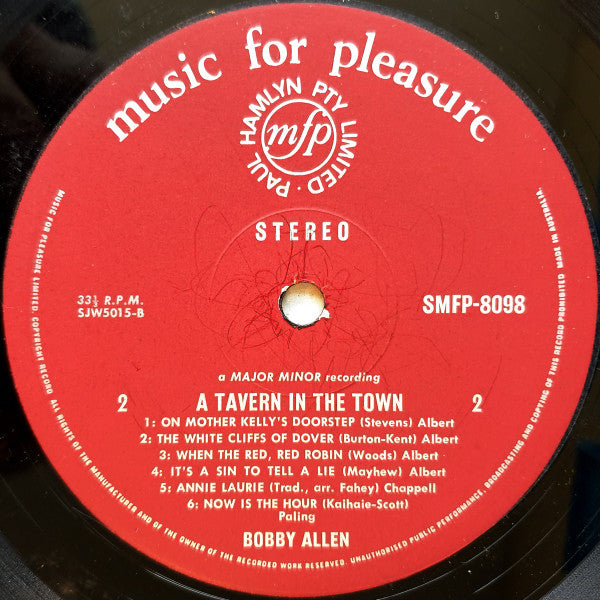 music for pleasure
PAUL HAMLYN PTY LIMITED ·
mfp
STEREO
33⅓ R.P.M.
SJW5015-B
SMFP-8098
a MAJOR MINOR recording
2 A TAVERN IN THE TOWN 2
1: ON MOTHER KELLY'S DOORSTEP (Stevens) Albert
2: THE WHITE CLIFFS OF DOVER (Burton-Kent) Albert
3: WHEN THE RED, RED ROBIN (Woods) Albert
4: IT'S A SIN TO TELL A LIE (Mayhew) Albert
5: ANNIE LAURIE (Trad., arr. Fahey) Chappell
6: NOW IS THE HOUR (Kaihaie-Scott)
Paling
BOBBY ALLEN
MUSIC FOR PLEASURE LIMITED. COPYRIGHT RECORD ALL RIGHTS OF THE MANUFACTURER AND OF THE OWNER OF THE RECORDED WORK RESERVED. UNAUTHORISED PUBLIC PERFORMANCE, BROADCASTING AND COPYING OF THIS RECORD PROHIBITED MADE IN AUSTRALIA.